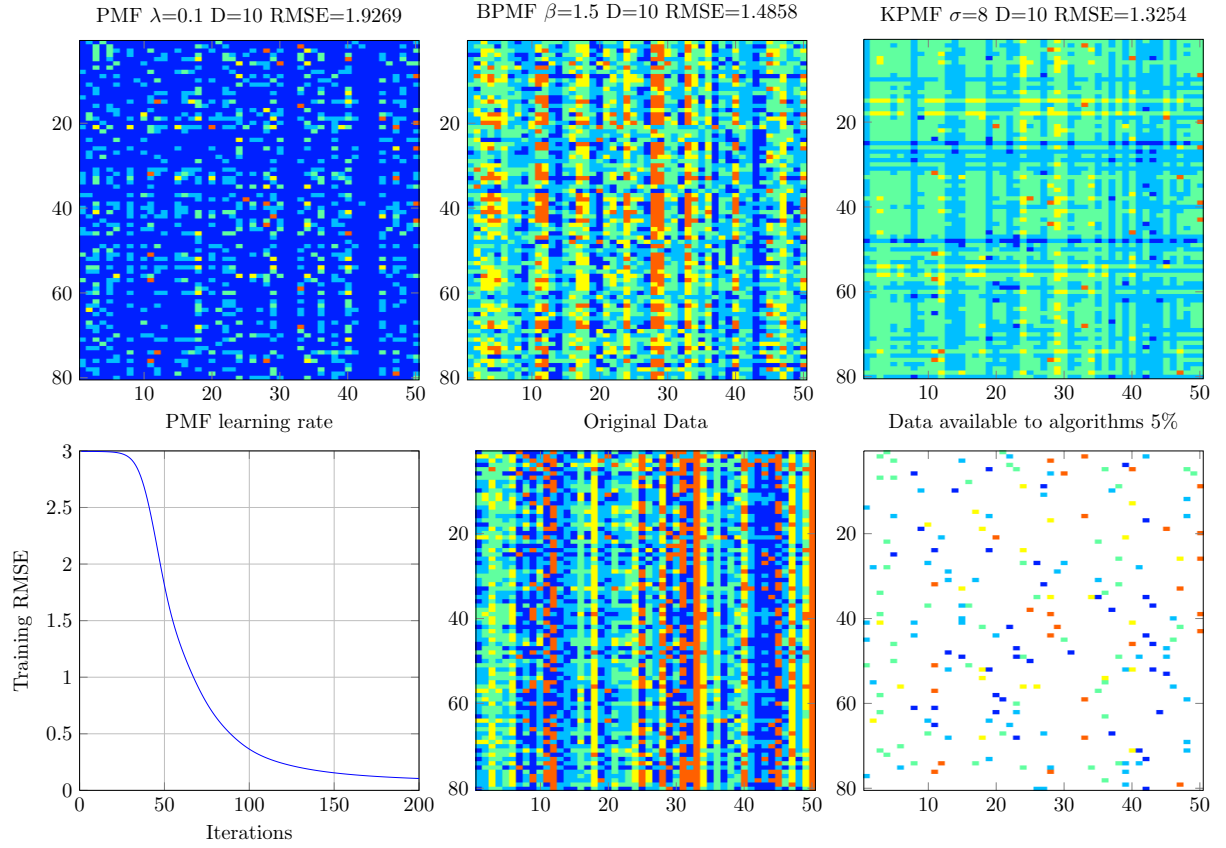 PMF λ=0.1 D=10 RMSE=1.9269
20
40
60
80
10 20 30 40 50
BPMF β=1.5 D=10 RMSE=1.4858
20
40
60
80
10 20 30 40 50
KPMF σ=8 D=10 RMSE=1.3254
20
40
60
80
10 20 30 40 50
PMF learning rate
3
2.5
2
1.5
1
0.5
0
Training RMSE
0 50 100 150 200
Iterations
Original Data
20
40
60
80
10 20 30 40 50
Data available to algorithms 5%
20
40
60
80
10 20 30 40 50